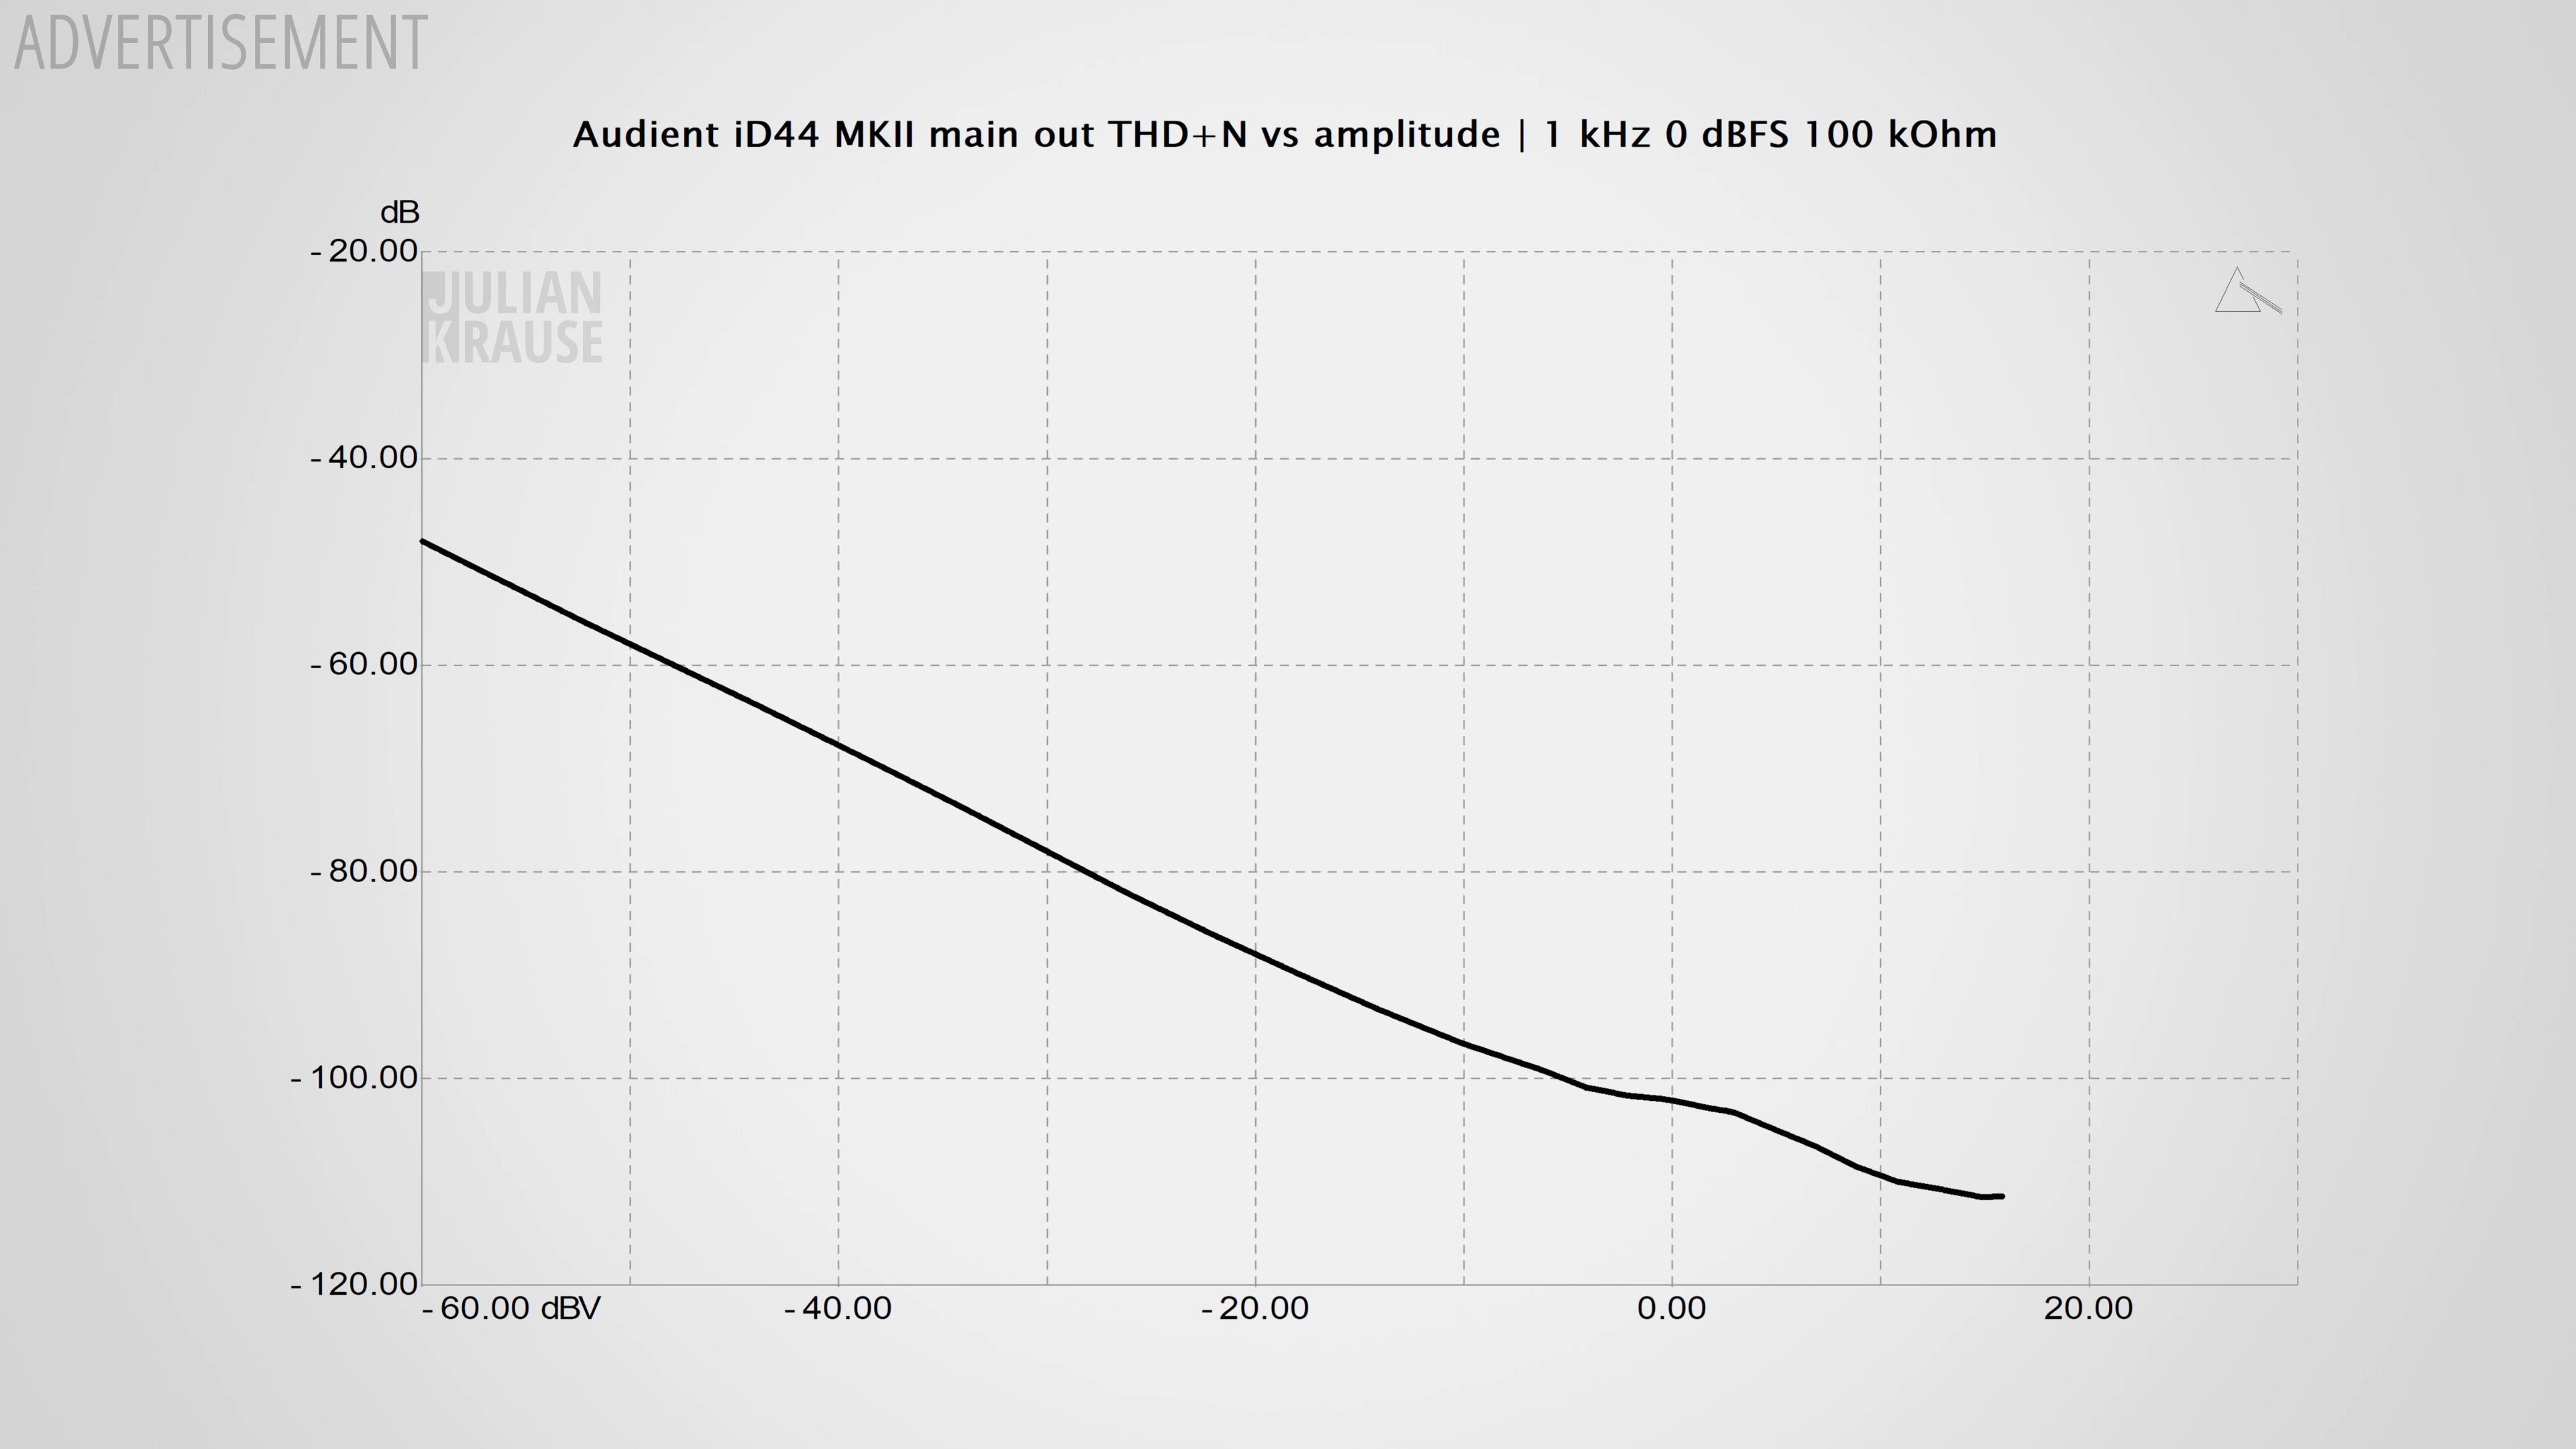 ADVERTISEMENT
Audient iD44 MKII main out THD+N vs amplitude | 1 kHz 0 dBFS 100 kOhm
dB
-20.00
JULIAN
KRAUSE
-40.00
-60.00
-80.00
-100.00
-120.00
-60.00 dBV -40.00 -20.00 0.00 20.00